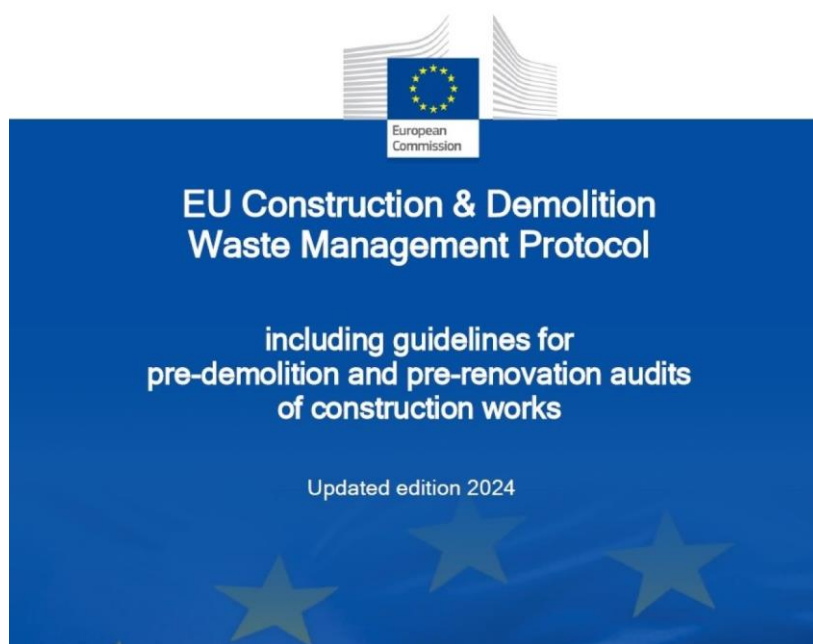 European
Commission
EU Construction & Demolition
Waste Management Protocol
including guidelines for
pre-demolition and pre-renovation audits
of construction works
Updated edition 2024